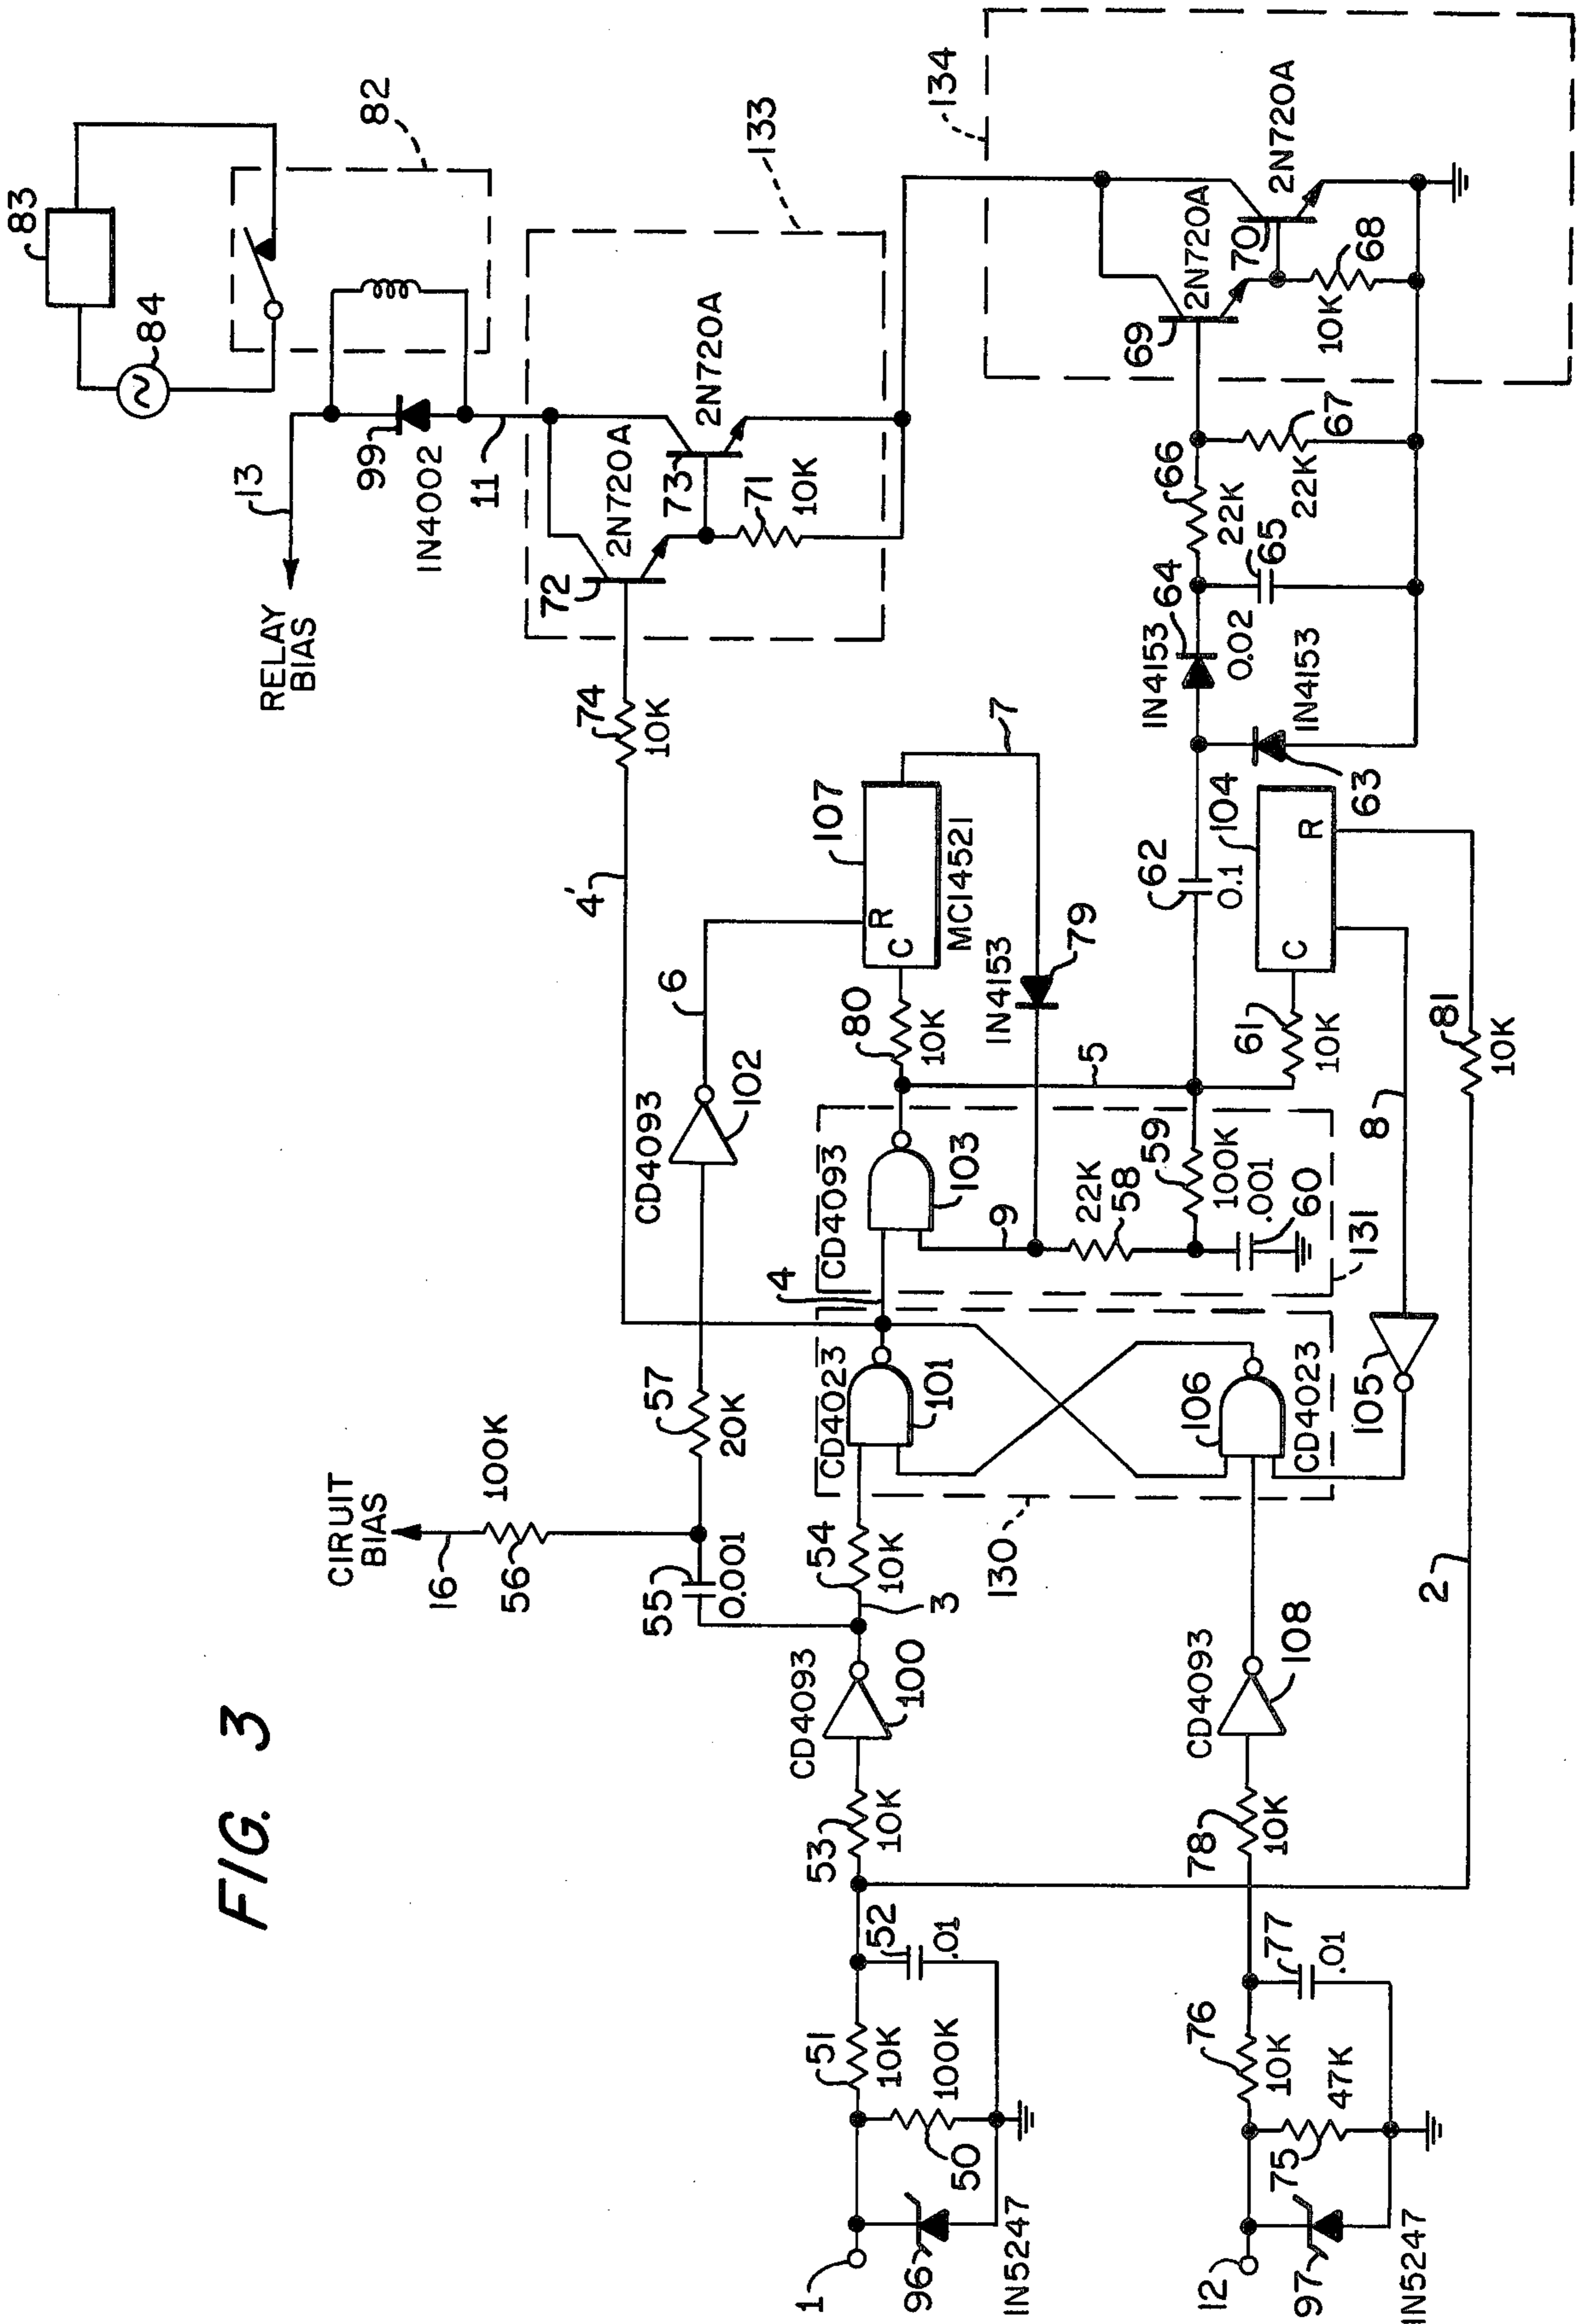 FIG. 3
83
84
82
13
RELAY
BIAS
99
IN4002
11
133
134
72
2N720A
73
2N720A
71
10K
74
10K
4'
69
2N720A
70
2N720A
68
10K
66
22K
67
22K
65
0.02
64
IN4153
IN4153
63
62
0.1
104
C
R
61
10K
81
10K
8
107
R
C
MC14521
7
80
10K
IN4153
79
5
6
CD4093
102
CD4093
103
4
9
22K
58
59
100K
.001
60
131
57
20K
CD4023
101
106
CD4023
105
130
CIRUIT
BIAS
16
100K
56
55
0.001
54
10K
3
CD4093
100
CD4093
108
2
53
10K
78
10K
52
.01
51
10K
100K
50
77
.01
76
10K
47K
75
1
96
IN5247
12
97
IN5247